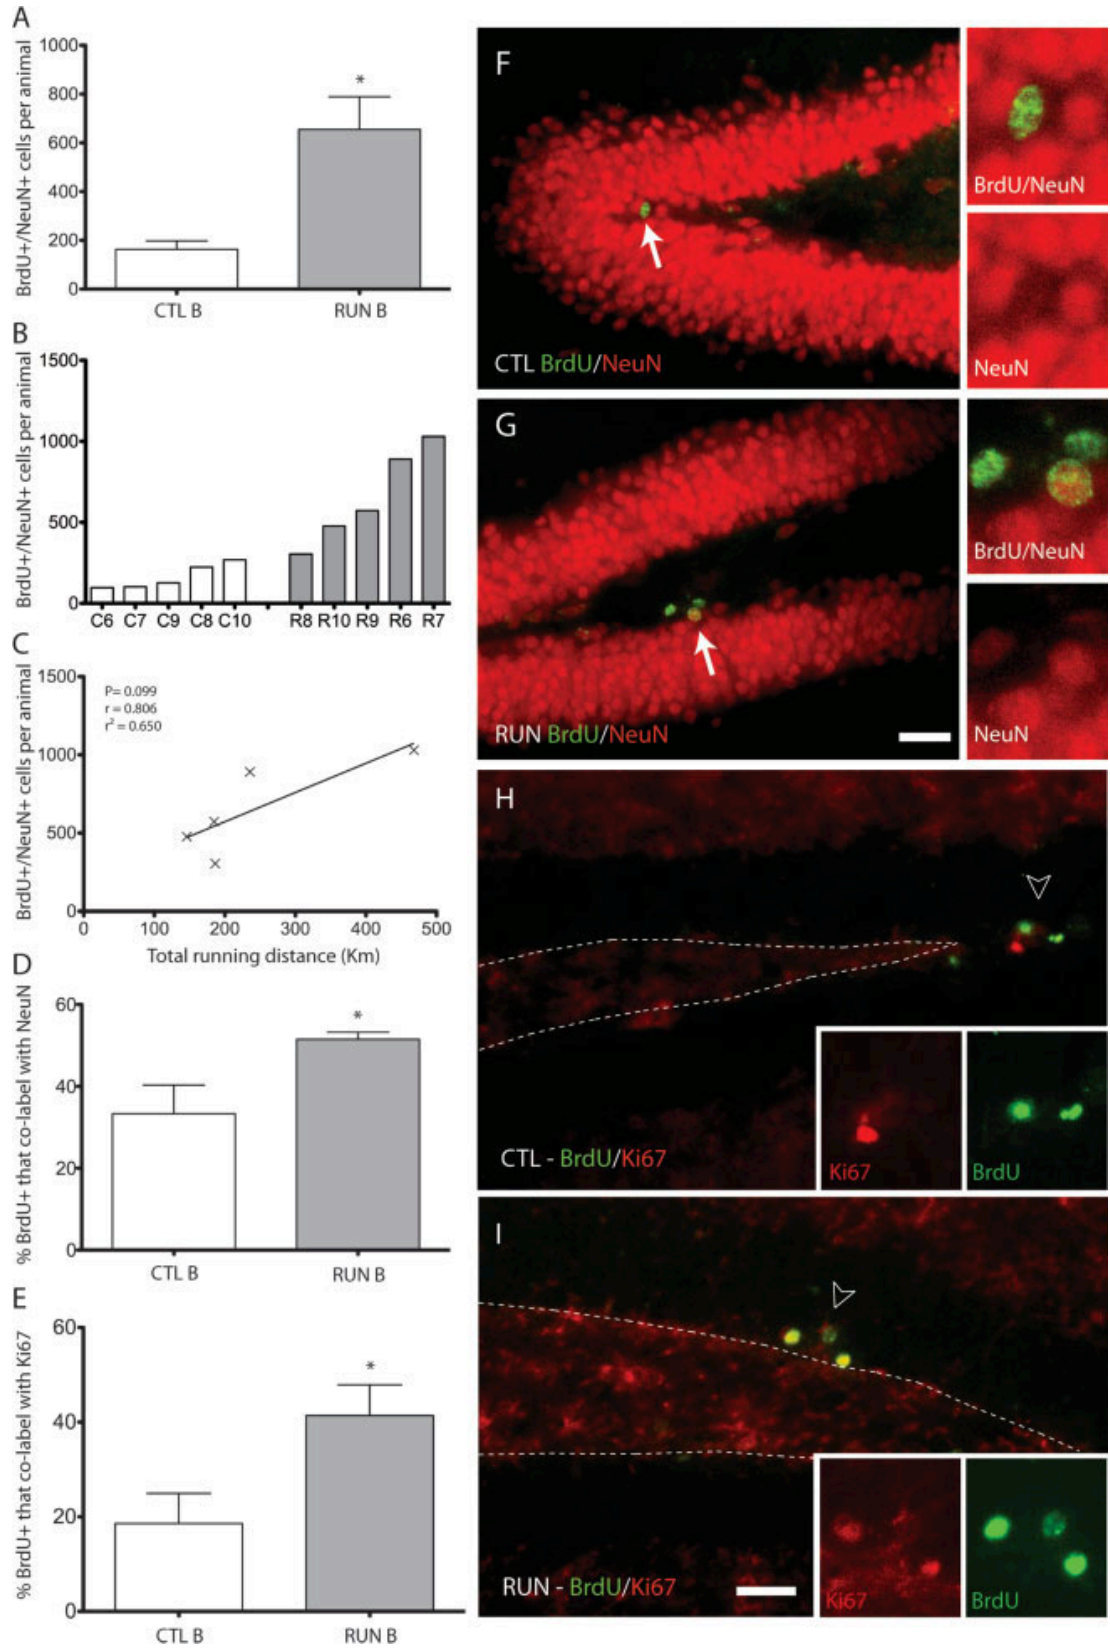 A
BrdU+/NeuN+ cells per animal
1000
800
600
400
200
0
*
CTL B
RUN B
B
BrdU+/NeuN+ cells per animal
1500
1000
500
0
C6 C7 C9 C8 C10 R8 R10 R9 R6 R7
C
BrdU+/NeuN+ cells per animal
1500
1000
500
0
P= 0.099
r = 0.806
r² = 0.650
0 100 200 300 400 500
Total running distance (Km)
D
% BrdU+ that co-label with NeuN
60
40
20
0
*
CTL B
RUN B
E
% BrdU+ that co-label with Ki67
60
40
20
0
*
CTL B
RUN B
F
CTL BrdU/NeuN
BrdU/NeuN
NeuN
G
RUN BrdU/NeuN
BrdU/NeuN
NeuN
H
CTL - BrdU/Ki67
Ki67
BrdU
I
RUN - BrdU/Ki67
Ki67
BrdU